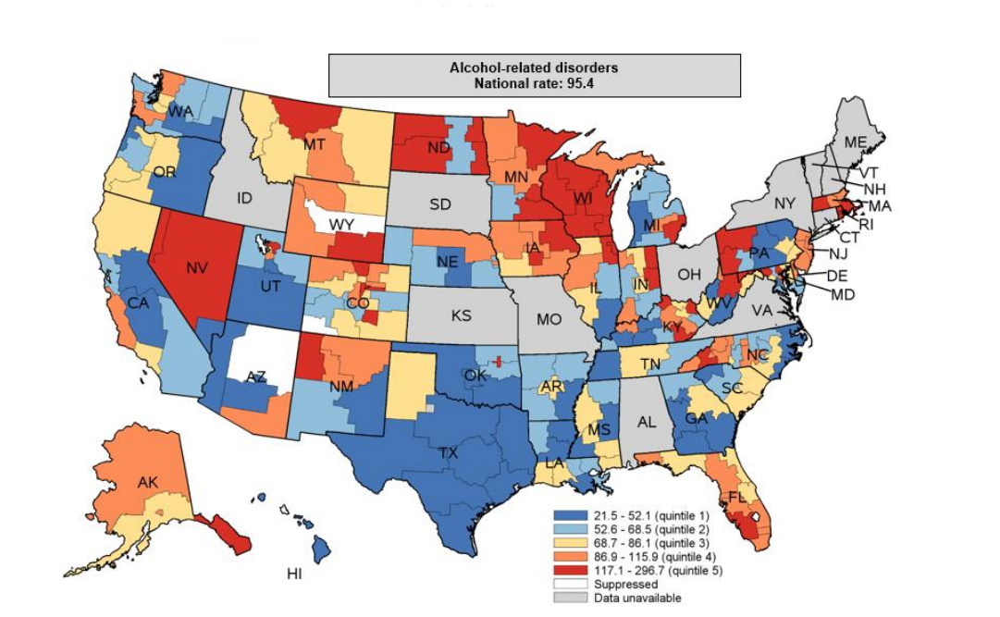 Alcohol-related disorders
National rate: 95.4
WA
MT
ND
MN
ME
VT
NH
MA
RI
CT
NJ
DE
MD
OR
ID
SD
WI
MI
NY
WY
IA
PA
NE
NV
UT
CO
IL
IN
OH
WV
VA
CA
KS
MO
KY
AZ
NM
OK
AR
TN
NC
SC
TX
LA
MS
AL
GA
FL
AK
HI
21.5 - 52.1 (quintile 1)
52.6 - 68.5 (quintile 2)
68.7 - 86.1 (quintile 3)
86.9 - 115.9 (quintile 4)
117.1 - 296.7 (quintile 5)
Suppressed
Data unavailable